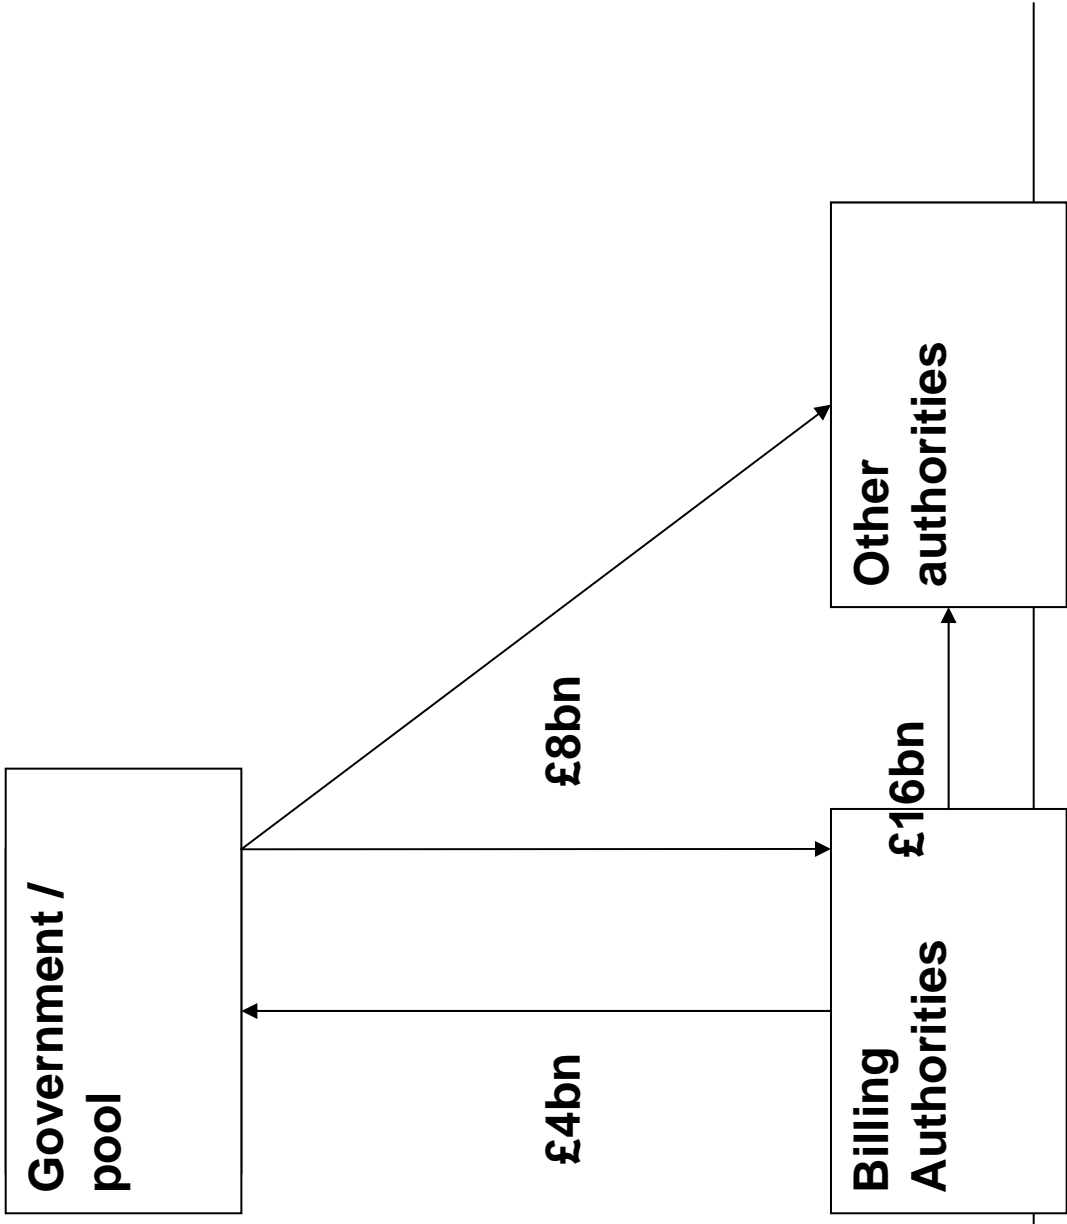 Government /
pool
£4bn
£8bn
Billing
Authorities
£16bn
Other
authorities